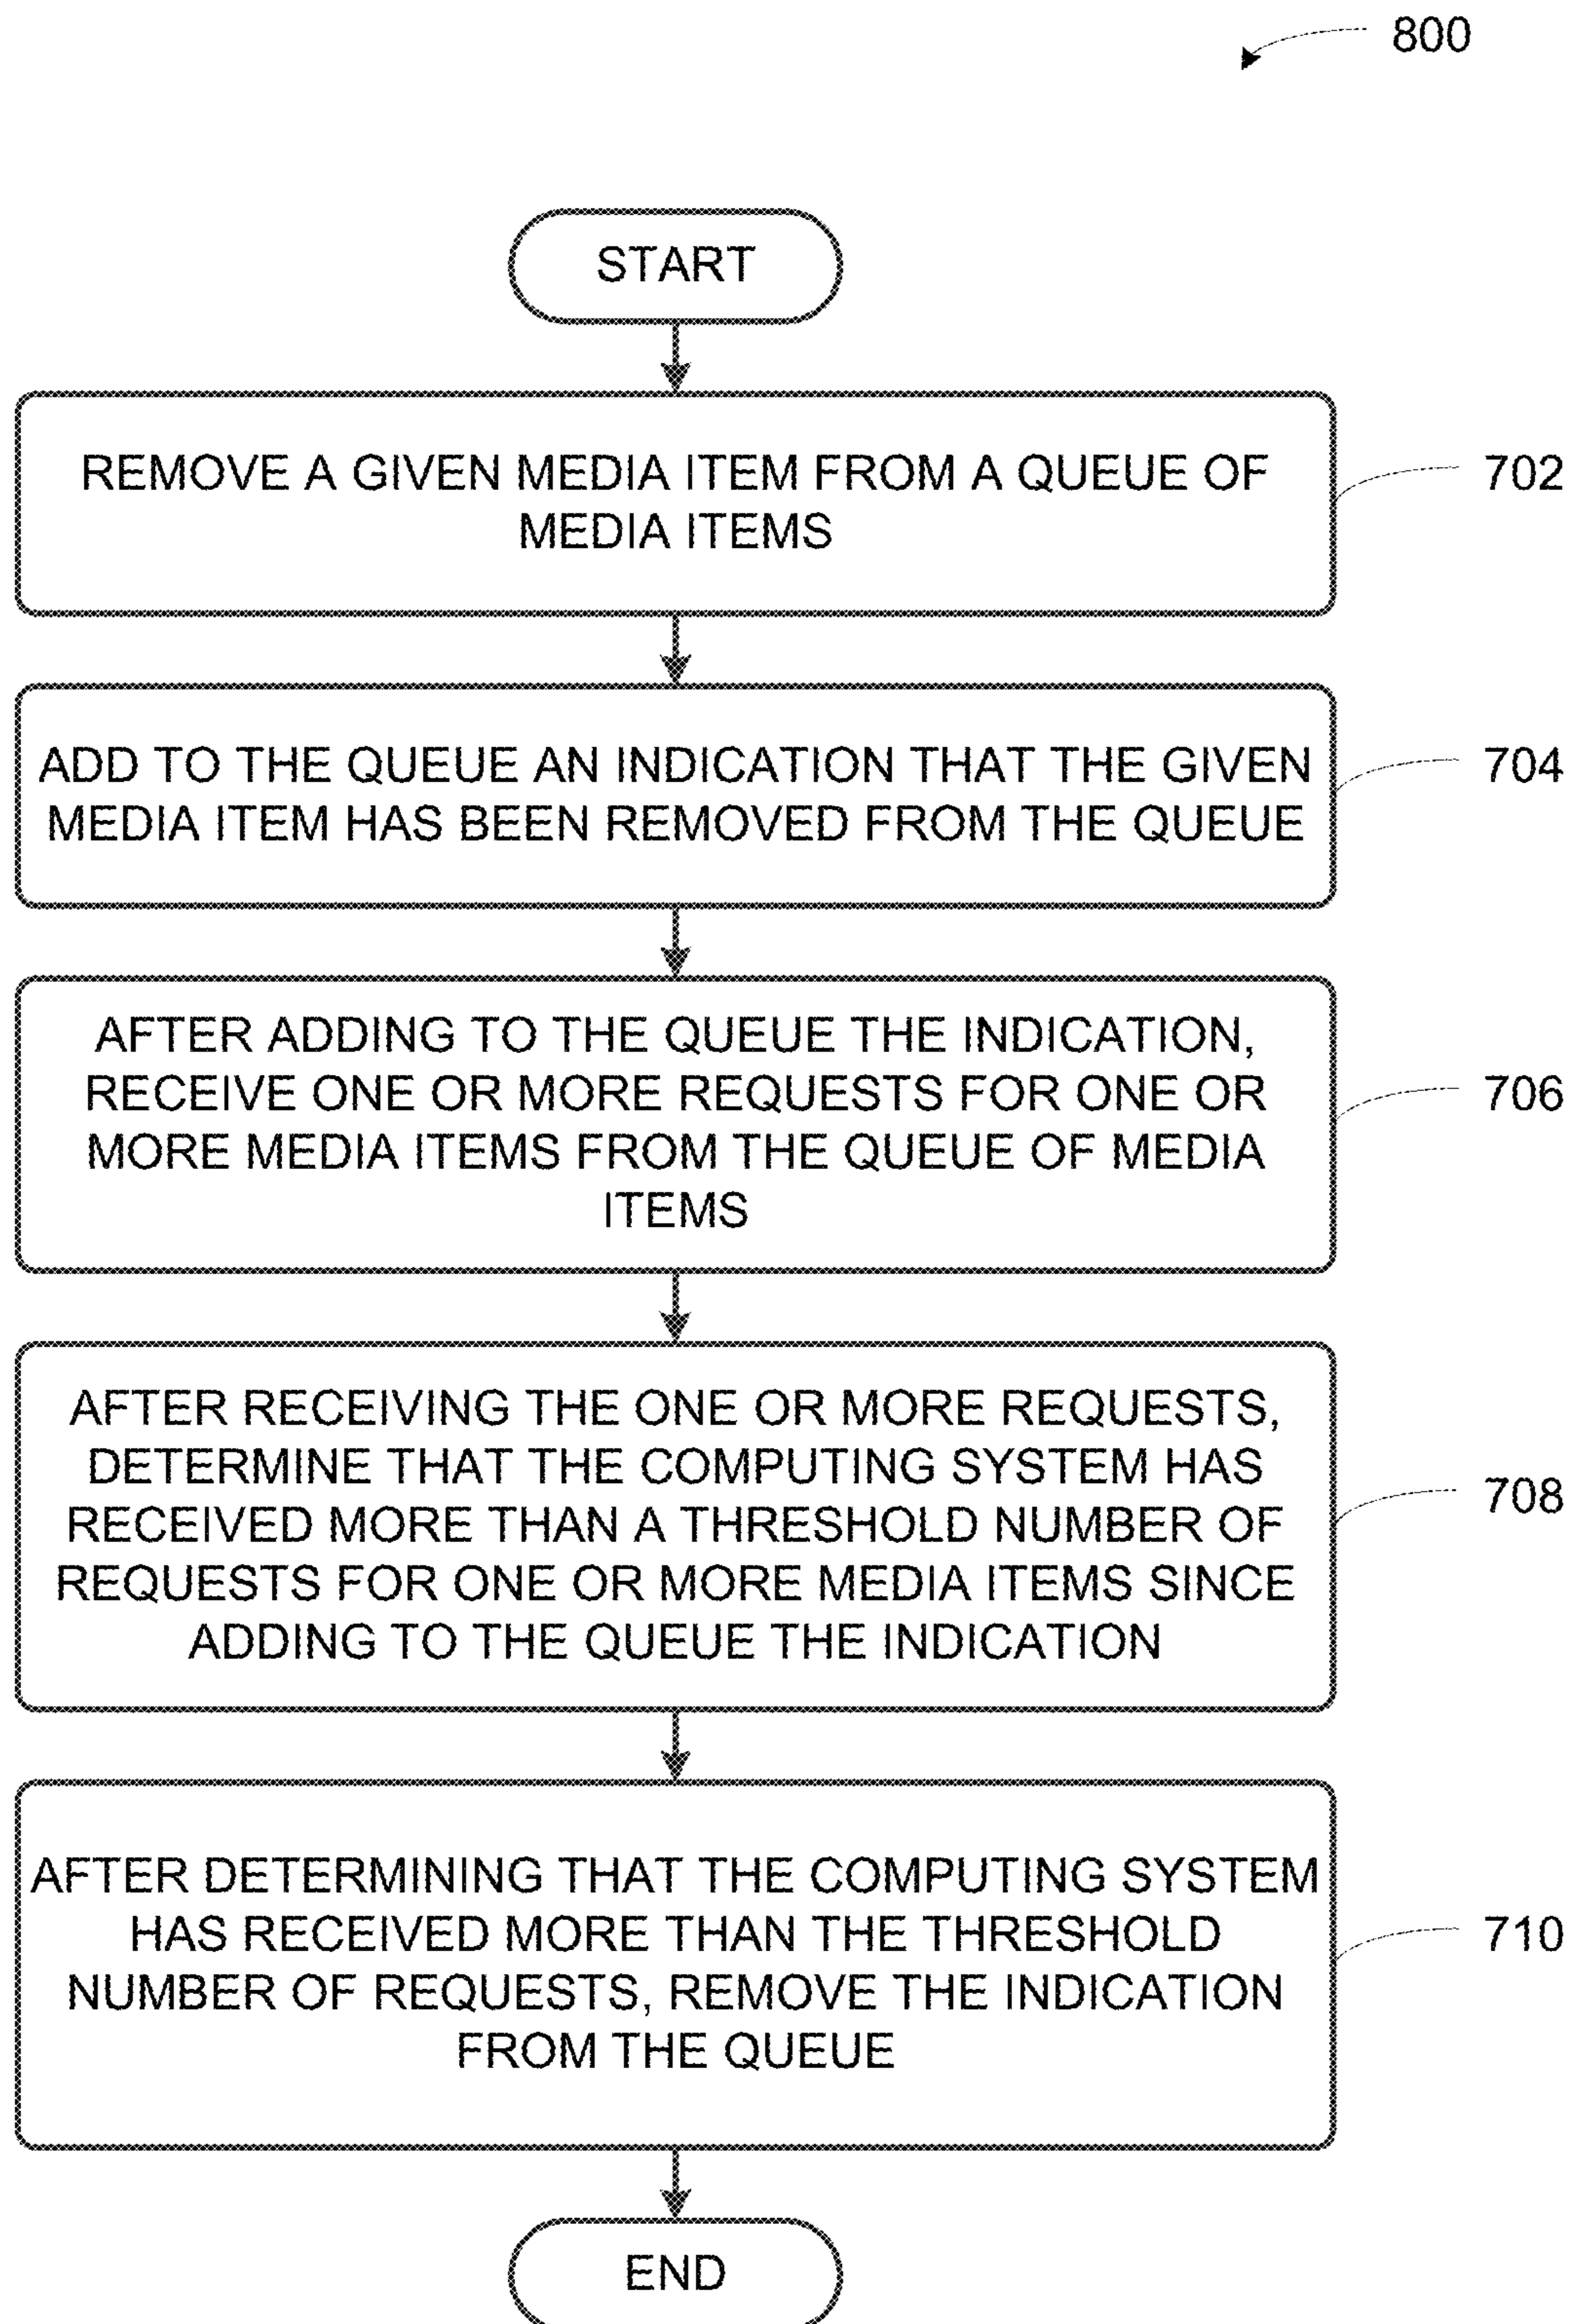 800
START
REMOVE A GIVEN MEDIA ITEM FROM A QUEUE OF
MEDIA ITEMS
702
ADD TO THE QUEUE AN INDICATION THAT THE GIVEN
MEDIA ITEM HAS BEEN REMOVED FROM THE QUEUE
704
AFTER ADDING TO THE QUEUE THE INDICATION,
RECEIVE ONE OR MORE REQUESTS FOR ONE OR
MORE MEDIA ITEMS FROM THE QUEUE OF MEDIA
ITEMS
706
AFTER RECEIVING THE ONE OR MORE REQUESTS,
DETERMINE THAT THE COMPUTING SYSTEM HAS
RECEIVED MORE THAN A THRESHOLD NUMBER OF
REQUESTS FOR ONE OR MORE MEDIA ITEMS SINCE
ADDING TO THE QUEUE THE INDICATION
708
AFTER DETERMINING THAT THE COMPUTING SYSTEM
HAS RECEIVED MORE THAN THE THRESHOLD
NUMBER OF REQUESTS, REMOVE THE INDICATION
FROM THE QUEUE
710
END